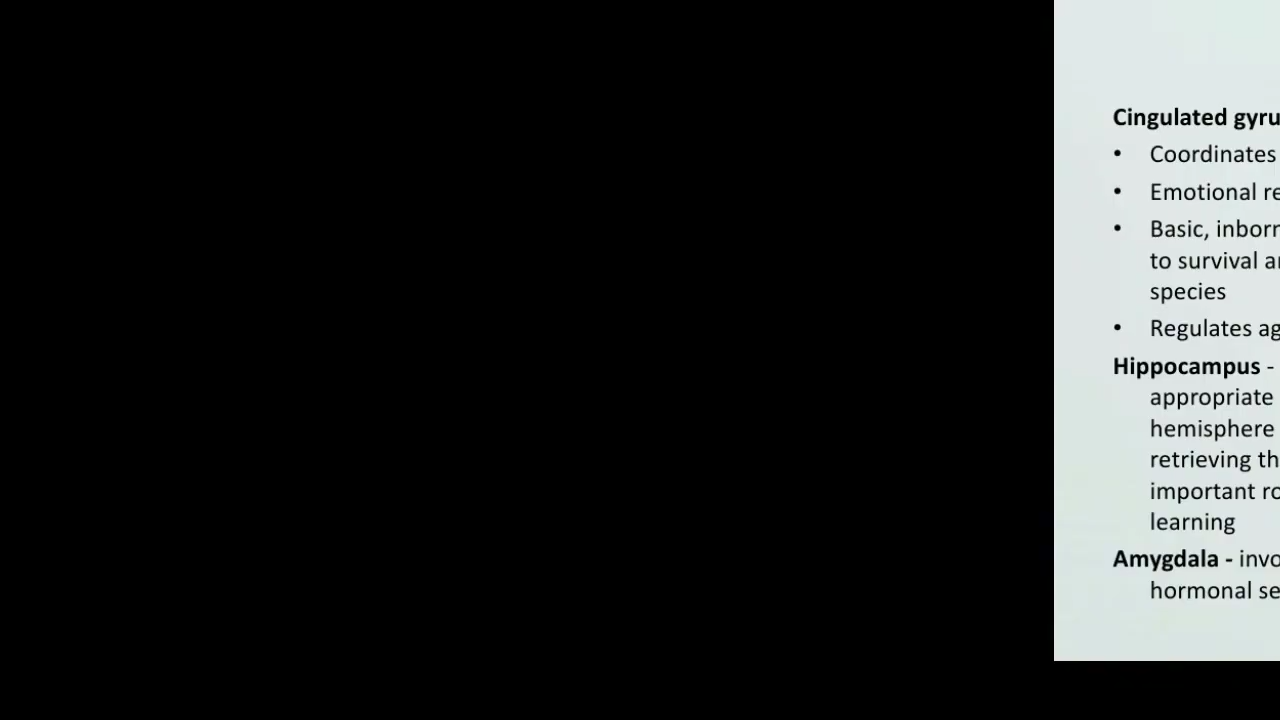 Cingulated gyru
• Coordinates
• Emotional re
• Basic, inborn
to survival a
species
• Regulates ag
Hippocampus -
appropriate
hemisphere
retrieving th
important ro
learning
Amygdala - invo
hormonal se